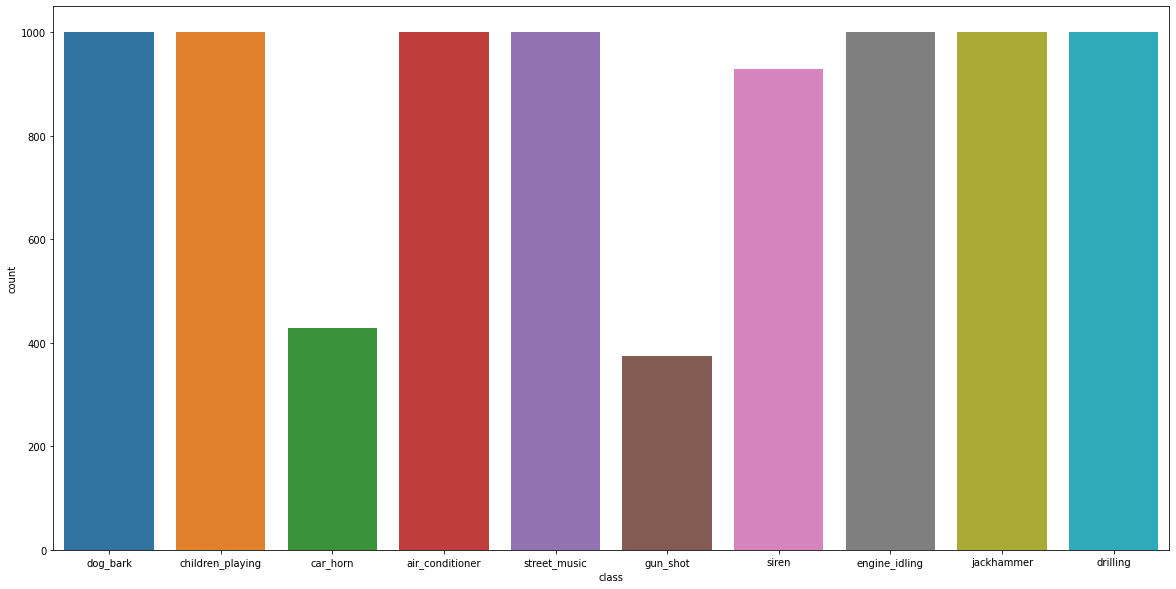 1000
800
600
400
200
0
count
dog_bark children_playing car_horn air_conditioner street_music gun_shot siren engine_idling jackhammer drilling
class